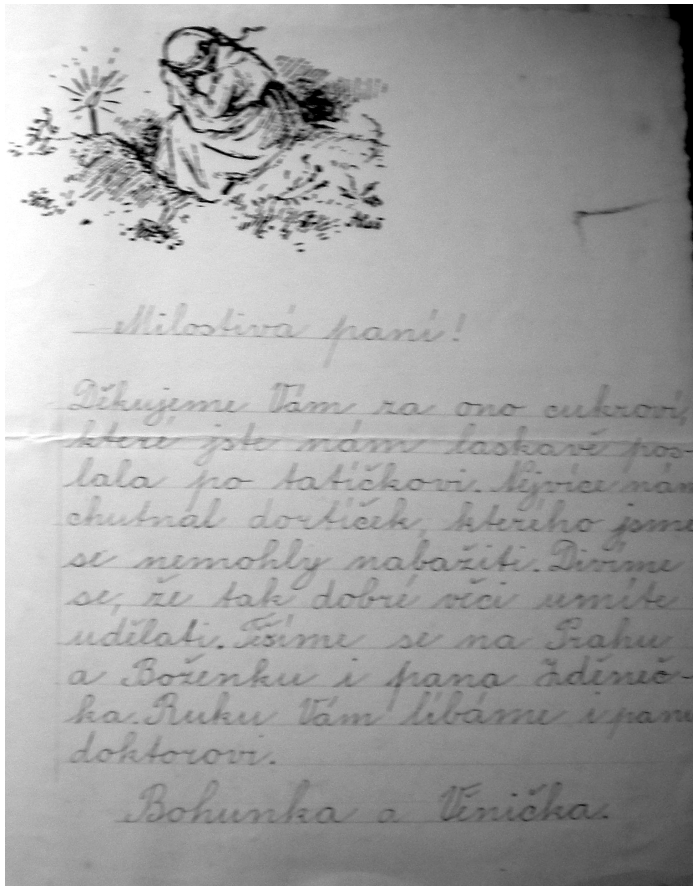 Milostivá paní!
Děkujeme Vám za ono cukroví,
které jste nám laskavě pos-
lala po tatíčkovi. Nejvíce nám
chutnal dortíček, kterého jsme
se nemohly nabažiti. Divíme
se, že tak dobré věci umíte
udělati. Těšíme se na Prahu
a Boženku i pana Zděneč-
ka. Ruku Vám líbáme i panu
doktorovi.
Bohunka a Věnička.